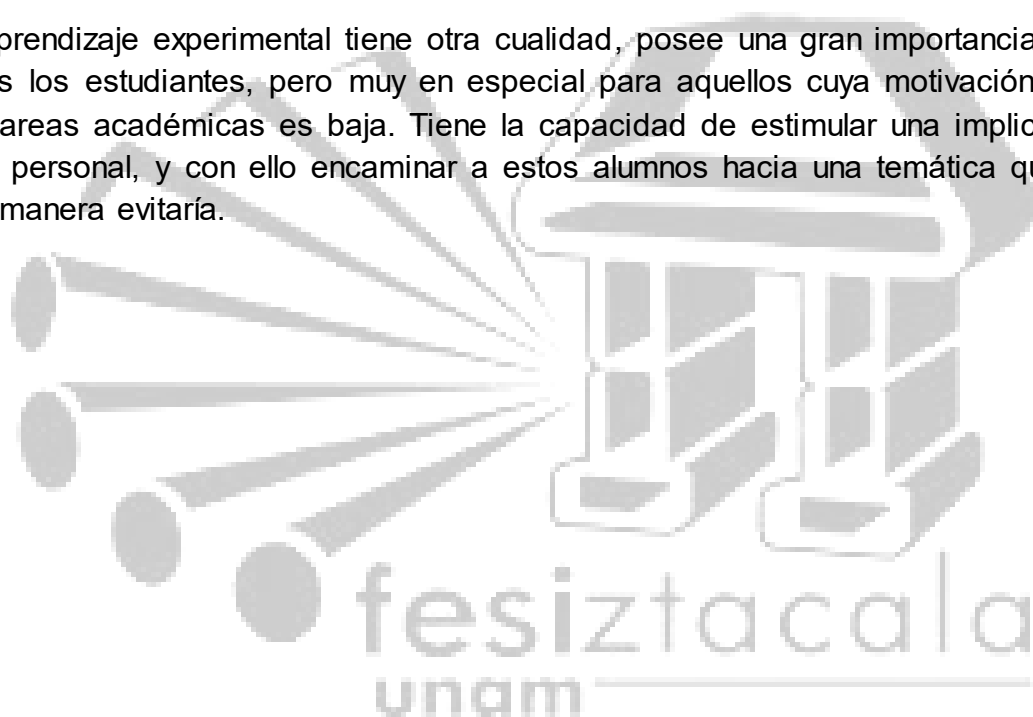 prendizaje experimental tiene otra cualidad, posee una gran importancia
s los estudiantes, pero muy en especial para aquellos cuya motivación
areas académicas es baja. Tiene la capacidad de estimular una implic
personal, y con ello encaminar a estos alumnos hacia una temática qu
manera evitaría.
fesiztacala
unam